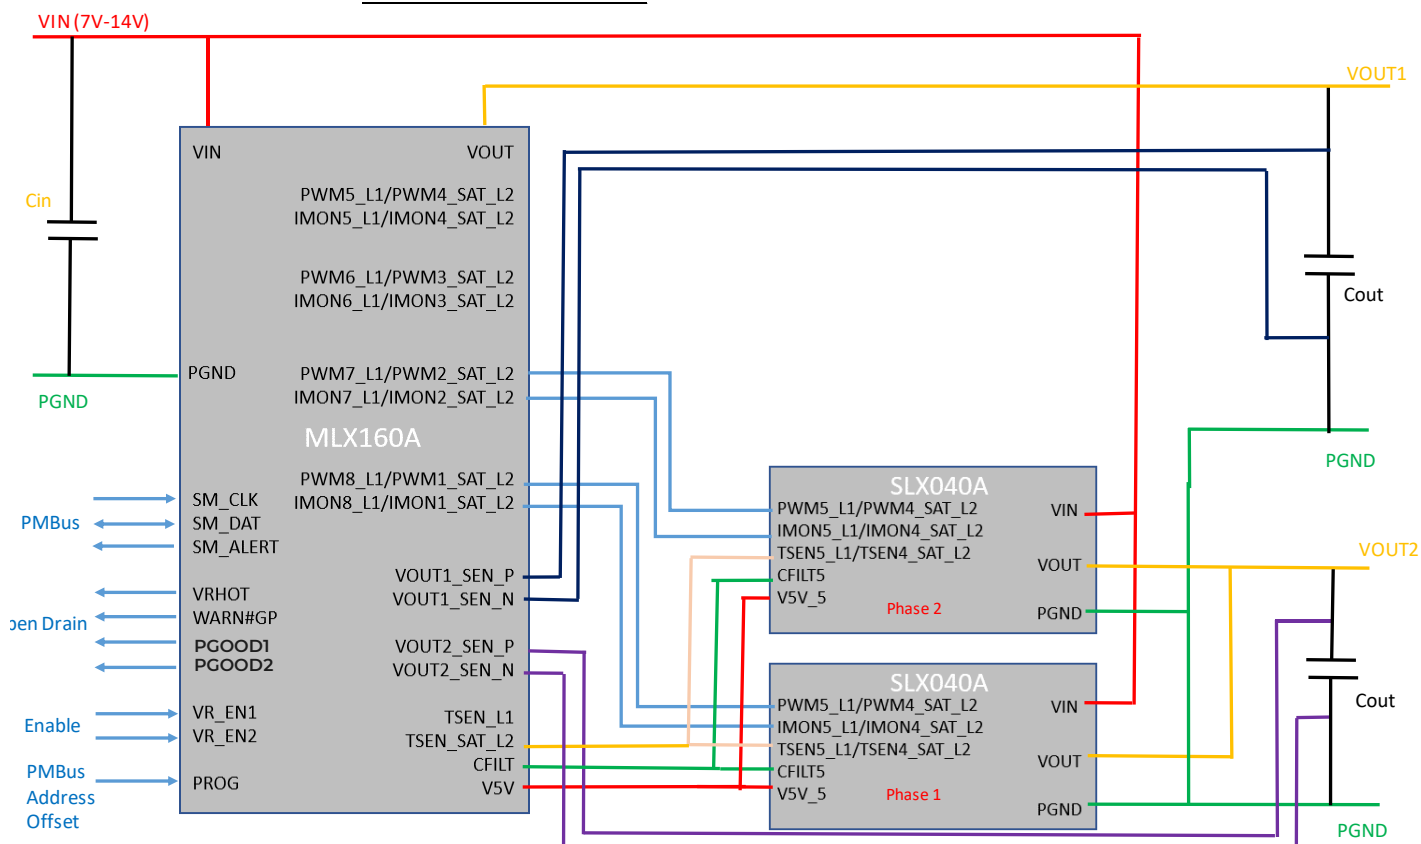 VIN (7V-14V)
VOUT1
VIN
VOUT
PWM5_L1/PWM4_SAT_L2
IMON5_L1/IMON4_SAT_L2
Cin
PWM6_L1/PWM3_SAT_L2
IMON6_L1/IMON3_SAT_L2
Cout
PGND
PWM7_L1/PWM2_SAT_L2
IMON7_L1/IMON2_SAT_L2
PGND
MLX160A
PGND
PWM8_L1/PWM1_SAT_L2
IMON8_L1/IMON1_SAT_L2
PMBus
SM_CLK
SM_DAT
SM_ALERT
SLX040A
PWM5_L1/PWM4_SAT_L2
IMON5_L1/IMON4_SAT_L2
TSEN5_L1/TSEN4_SAT_L2
CFILT5
V5V_5
VIN
VOUT
PGND
Phase 2
VOUT2
VOUT1_SEN_P
VOUT1_SEN_N
VRHOT
WARN#GP
pen Drain
PGOOD1
PGOOD2
VOUT2_SEN_P
VOUT2_SEN_N
SLX040A
PWM5_L1/PWM4_SAT_L2
IMON5_L1/IMON4_SAT_L2
TSEN5_L1/TSEN4_SAT_L2
CFILT5
V5V_5
VIN
VOUT
PGND
Phase 1
Cout
Enable
VR_EN1
VR_EN2
TSEN_L1
TSEN_SAT_L2
CFILT
V5V
PMBus
Address
Offset
PROG
PGND